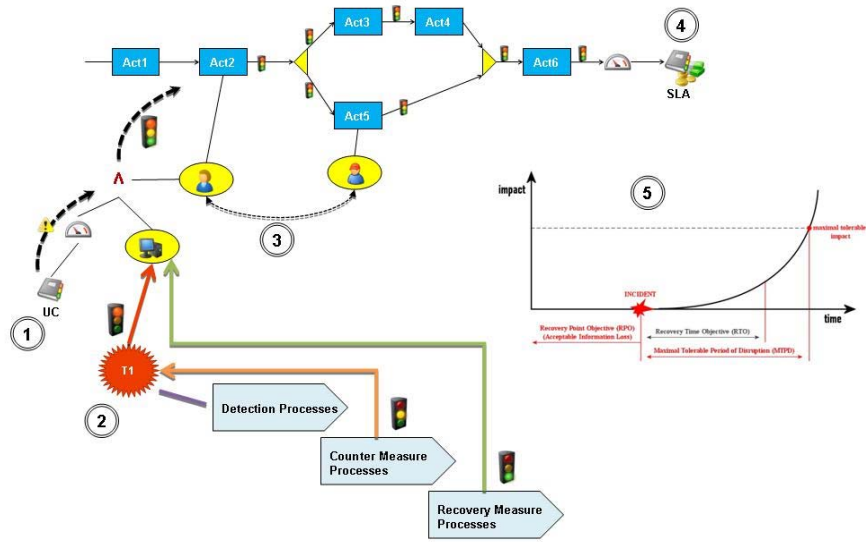 Act1
Act2
Act3
Act4
Act5
Act6
4
SLA
Λ
1
UC
3
2
T1
Detection Processes
Counter Measure
Processes
Recovery Measure
Processes
5
impact
maximal tolerable
impact
INCIDENT
time
Recovery Point Objective (RPO)
(Acceptable Information Loss)
Recovery Time Objective (RTO)
Maximal Tolerable Period of Disruption (MTPD)